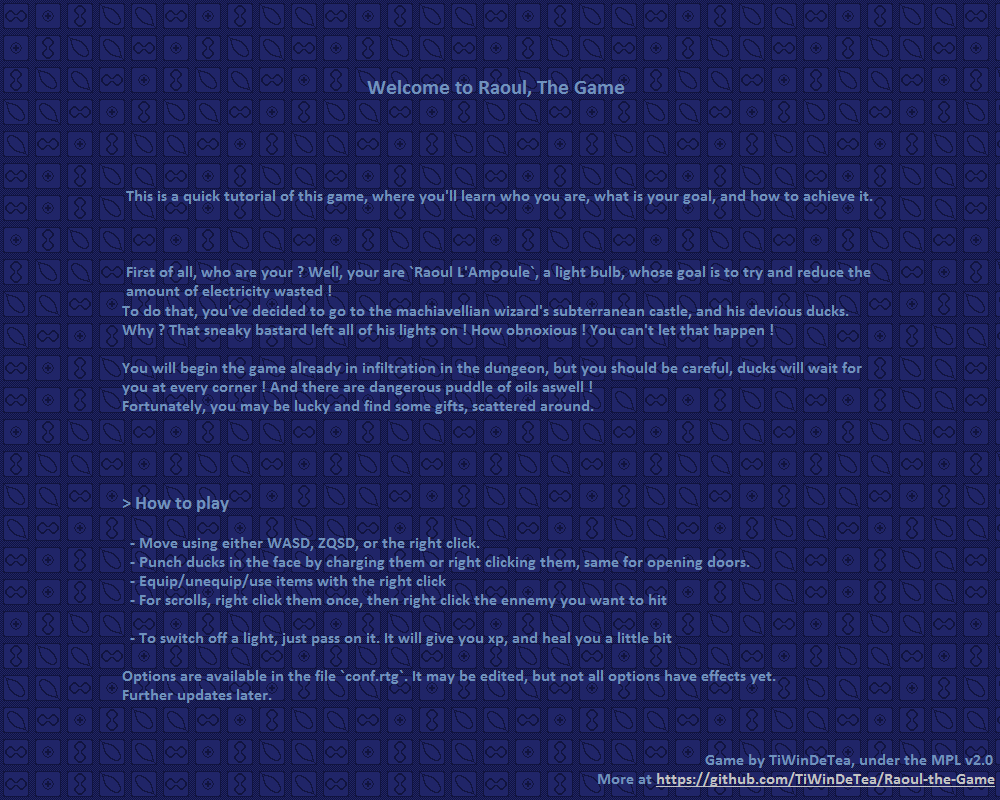 Welcome to Raoul, The Game
This is a quick tutorial of this game, where you'll learn who you are, what is your goal, and how to achieve it.
First of all, who are your ? Well, your are `Raoul L'Ampoule`, a light bulb, whose goal is to try and reduce the
amount of electricity wasted !
To do that, you've decided to go to the machiavellian wizard's subterranean castle, and his devious ducks.
Why ? That sneaky bastard left all of his lights on ! How obnoxious ! You can't let that happen !
You will begin the game already in infiltration in the dungeon, but you should be careful, ducks will wait for
you at every corner ! And there are dangerous puddle of oils aswell !
Fortunately, you may be lucky and find some gifts, scattered around.
> How to play
- Move using either WASD, ZQSD, or the right click.
- Punch ducks in the face by charging them or right clicking them, same for opening doors.
- Equip/unequip/use items with the right click
- For scrolls, right click them once, then right click the ennemy you want to hit
- To switch off a light, just pass on it. It will give you xp, and heal you a little bit
Options are available in the file `conf.rtg`. It may be edited, but not all options have effects yet.
Further updates later.
Game by TiWinDeTea, under the MPL v2.0
More at https://github.com/TiWinDeTea/Raoul-the-Game